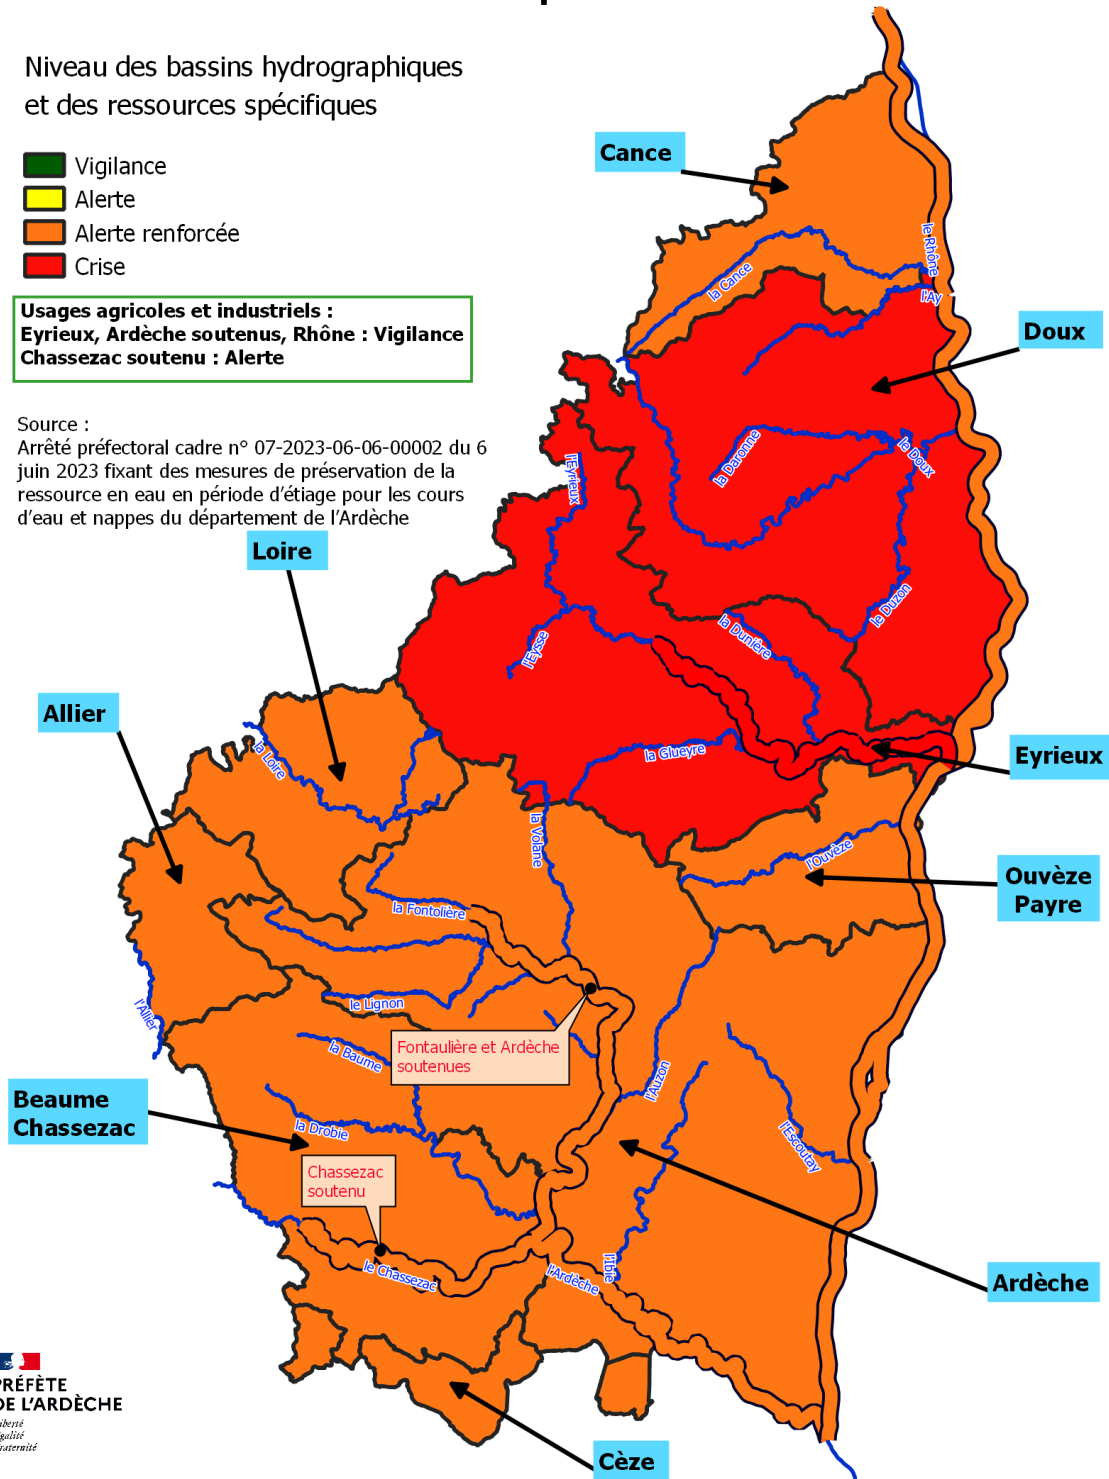 Niveau des bassins hydrographiques
et des ressources spécifiques
Vigilance
Alerte
Alerte renforcée
Crise
Usages agricoles et industriels :
Eyrieux, Ardèche soutenus, Rhône : Vigilance
Chassezac soutenu : Alerte
Source :
Arrêté préfectoral cadre n° 07-2023-06-06-00002 du 6
juin 2023 fixant des mesures de préservation de la
ressource en eau en période d'étiage pour les cours
d'eau et nappes du département de l'Ardèche
Cance
le Rhône
la Cance
l'Ay
Doux
la Daronne
le Doux
l'Eyrieux
Loire
le Duzon
la Dunière
l'Eysse
Allier
la Loire
la Glueyre
Eyrieux
la Volane
l'Ouvèze
Ouvèze
Payre
la Fontolière
le Lignon
l'Allier
Fontaulière et Ardèche
soutenues
la Baume
l'Auzon
Beaume
Chassezac
la Drobie
l'Escoutay
Chassezac
soutenu
le Chassezac
l'Ardèche
l'Ibie
Ardèche
PRÉFÈTE
DE L'ARDÈCHE
Liberté
Égalité
Fraternité
Cèze